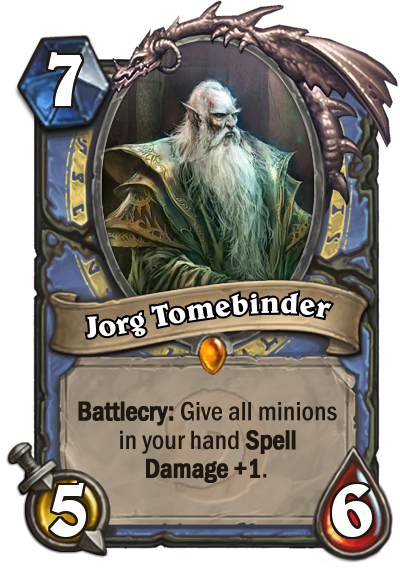 7
Jorg Tomebinder
Battlecry: Give all minions
in your hand Spell
Damage +1.
5
6